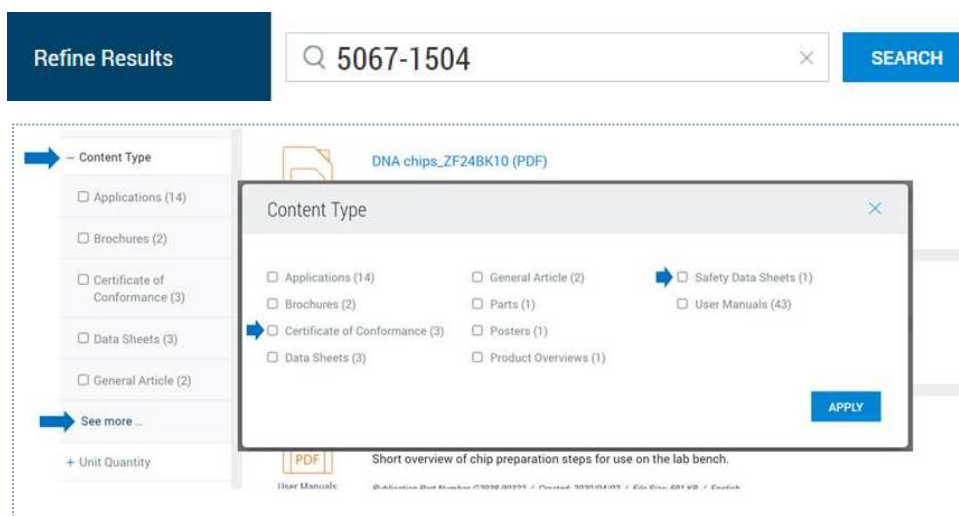 Refine Results
5067-1504
SEARCH
– Content Type
Applications (14)
Brochures (2)
Certificate of
Conformance (3)
Data Sheets (3)
General Article (2)
See more ...
+ Unit Quantity
DNA chips_ZF24BK10 (PDF)
Content Type
Applications (14)
Brochures (2)
Certificate of Conformance (3)
Data Sheets (3)
General Article (2)
Parts (1)
Posters (1)
Product Overviews (1)
Safety Data Sheets (1)
User Manuals (43)
APPLY
PDF
Short overview of chip preparation steps for use on the lab bench.
User Manuals